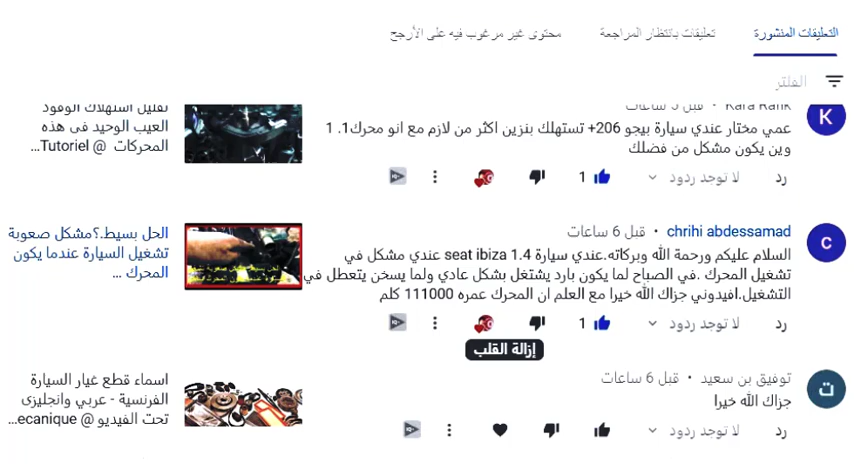 التعليقات المنشورة
تعليقات بانتظار المراجعة
محتوى غير مرغوب فيه على الأرجح
الفلتر
K
Kara Rafik • قبل 5 ساعات
عمي مختار عندي سيارة بيجو 206+ تستهلك بنزين اكثر من لازم مع انو محرك1. 1
وين يكون مشكل من فضلك
رد
لا توجد ردود
1
تقليل استهلاك الوقود
العيب الوحيد في هذه
المحركات @ Tutoriel...
C
chrihi abdessamad • قبل 6 ساعات
السلام عليكم ورحمة الله وبركاته.عندي سيارة seat ibiza 1.4 عندي مشكل في
تشغيل المحرك .في الصباح لما يكون بارد يشتغل بشكل عادي ولما يسخن يتعطل في
التشغيل.افيدوني جزاك الله خيرا مع العلم ان المحرك عمره 111000 كلم
رد
لا توجد ردود
1
إزالة القلب
الحل بسيط.؟مشكل صعوبة
تشغيل السيارة عندما يكون
المحرك ...
ت
توفيق بن سعيد • قبل 6 ساعات
جزاك الله خيرا
رد
لا توجد ردود
اسماء قطع غيار السيارة
الفرنسية - عربي وانجليزى
تحت الفيديو @ ecanique...